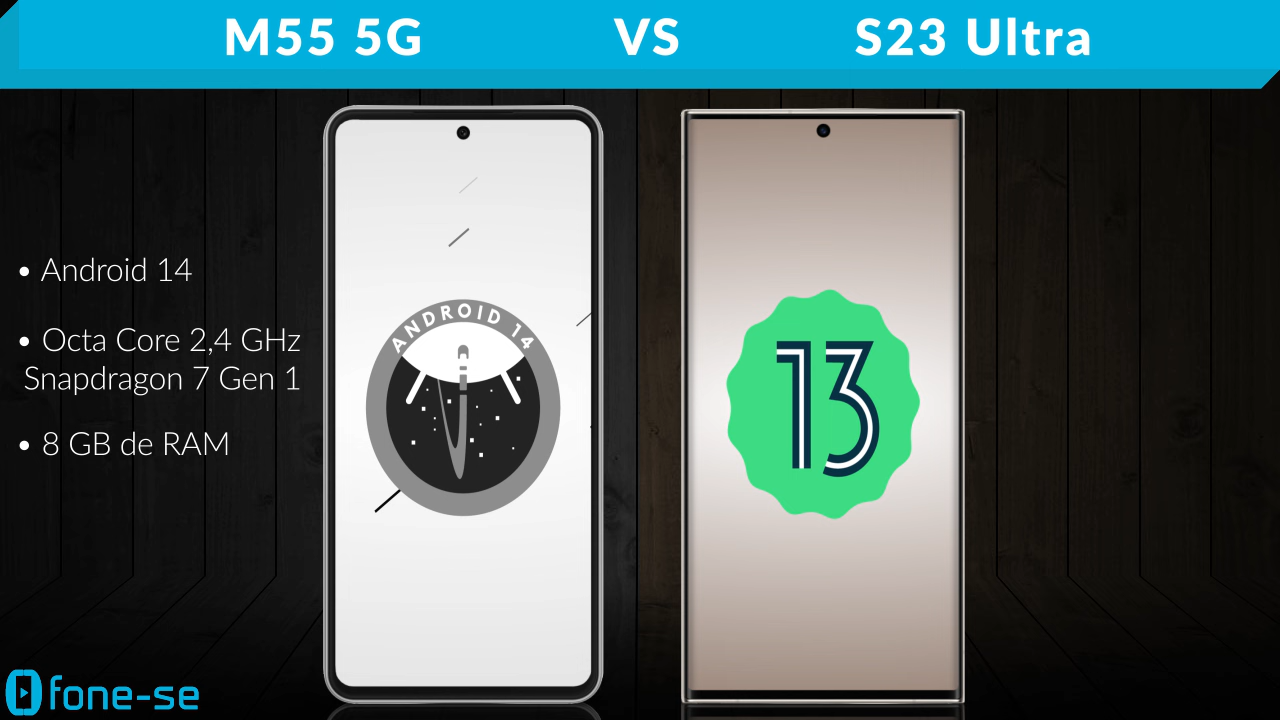 M55 5G VS S23 Ultra
• Android 14
• Octa Core 2,4 GHz
Snapdragon 7 Gen 1
• 8 GB de RAM
ANDROID 14
13
fone-se